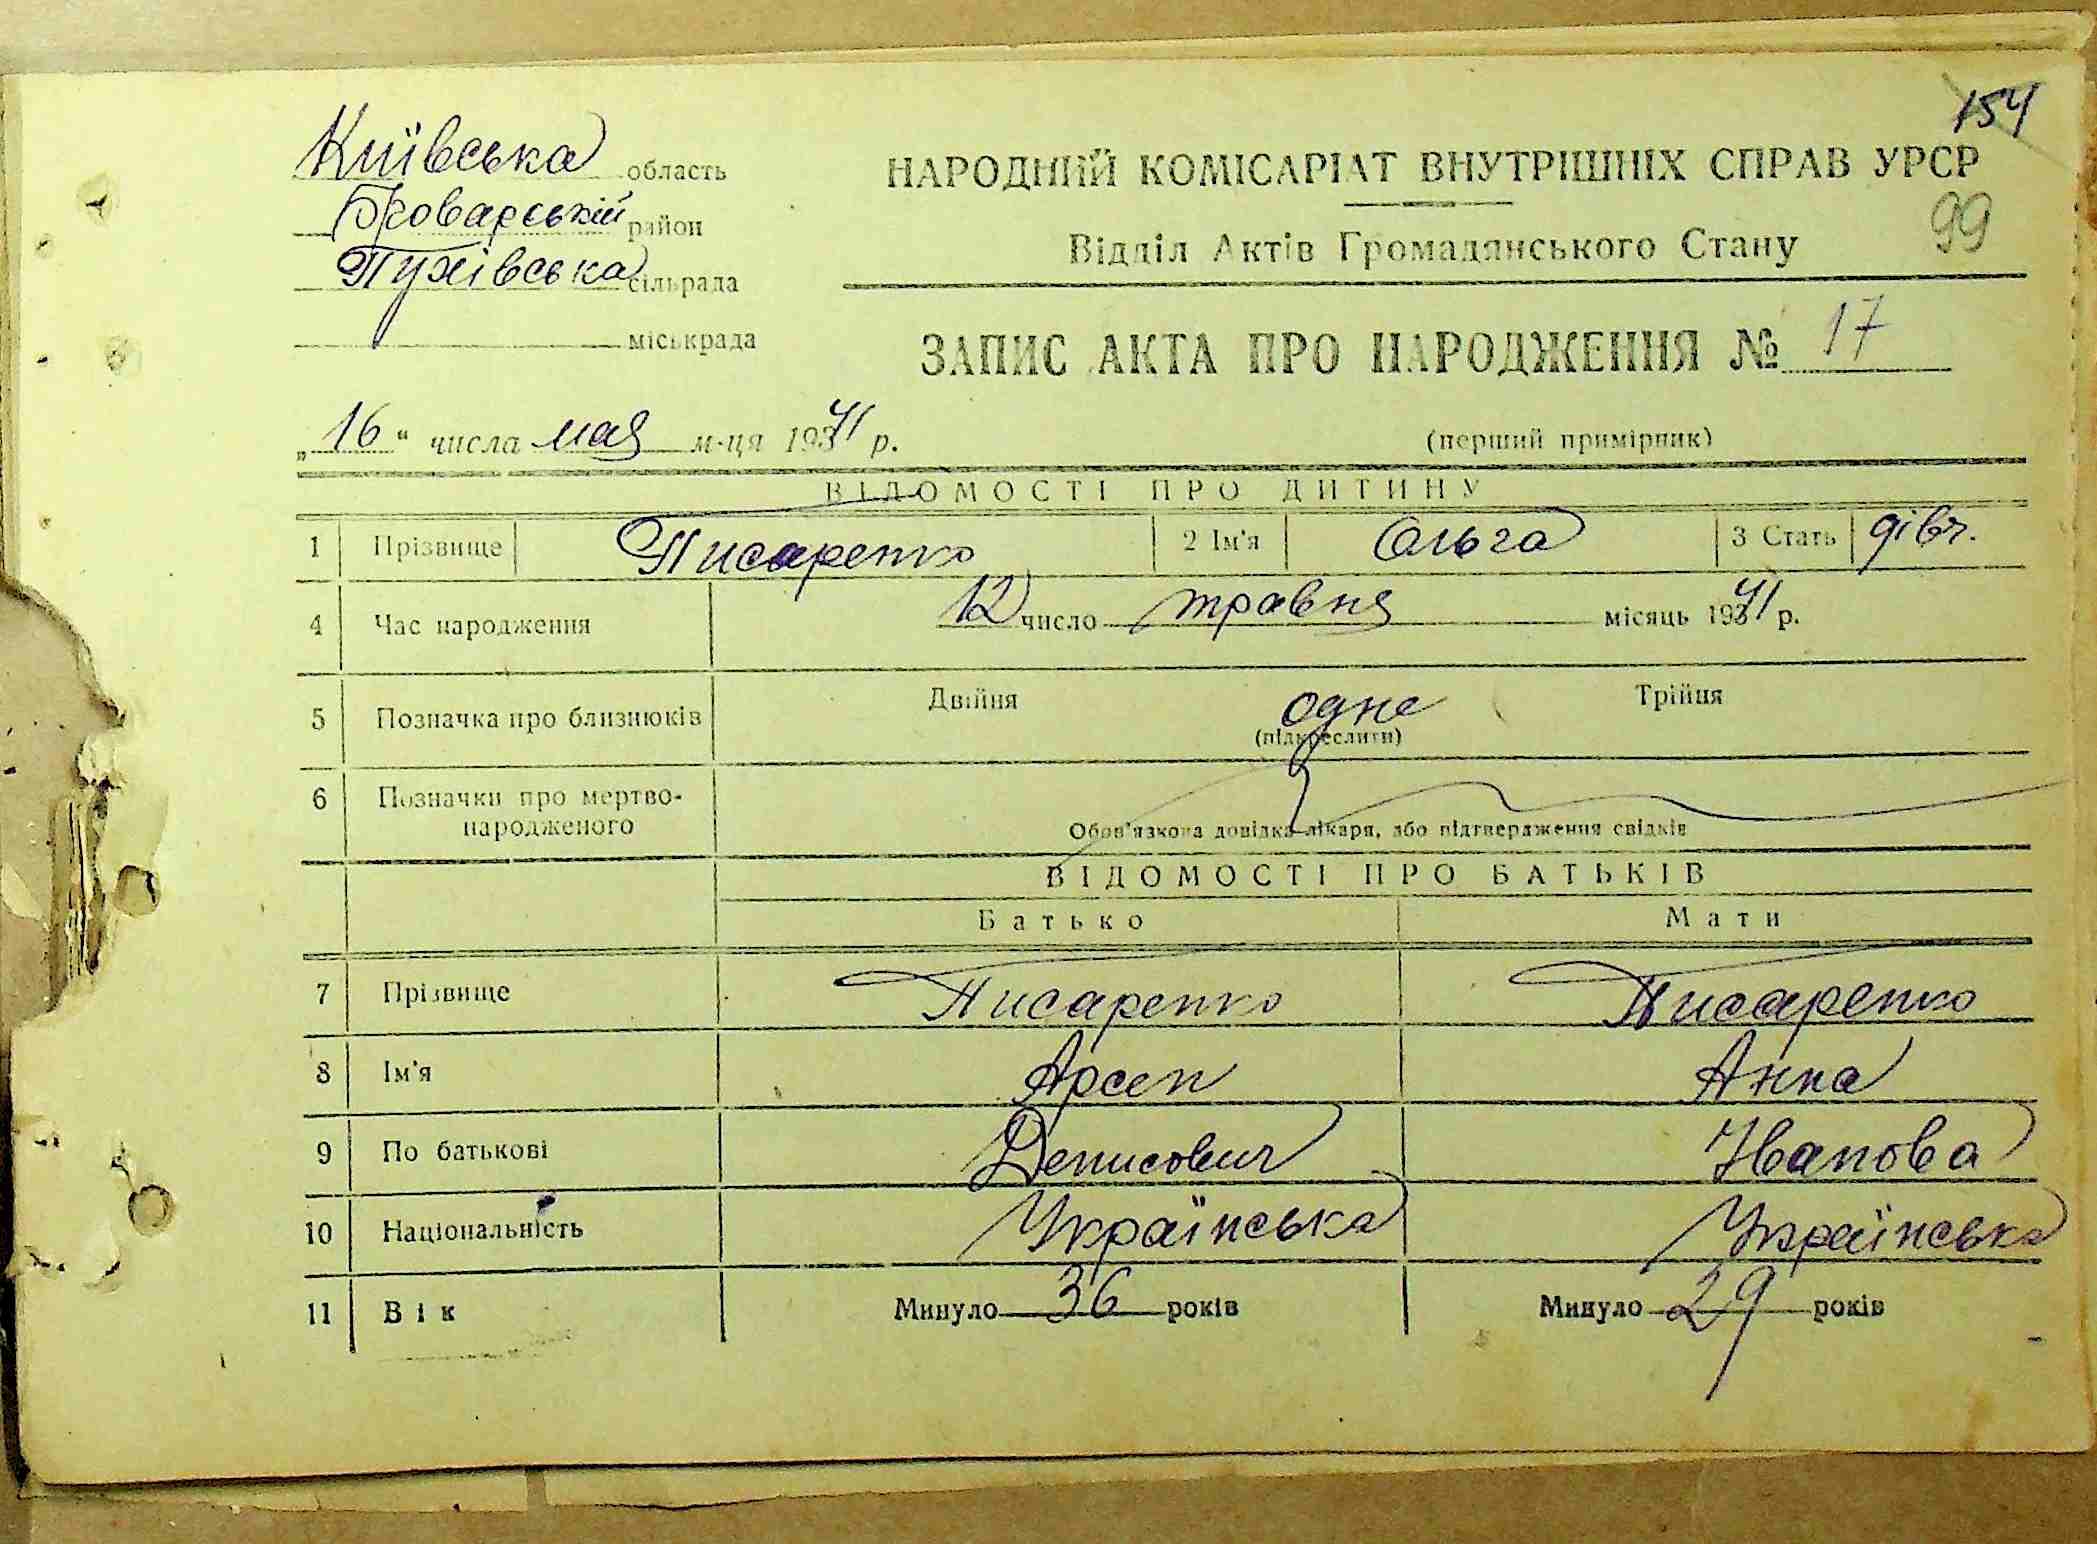 154
Київська область
НАРОДНИЙ КОМІСАРІАТ ВНУТРІШНІХ СПРАВ УРСР
99
Броварський район
Відділ Актів Громадянського Стану
Пухівська сільрада
міськрада
ЗАПИС АКТА ПРО НАРОДЖЕННЯ № 17
„16“ числа мая м-ця 1941 р.
(перший примірник)
ВІДОМОСТІ ПРО ДИТИНУ
1 Прізвище Писаренко 2 Ім'я Ольга 3 Стать дівч.
4 Час народження 12 число травня місяць 1941 р.
5 Позначка про близнюків Двійня одне Трійня
(підкреслити)
6 Позначки про мертво-
народженого
Обов'язкова довідка лікаря, або підтвердження свідків
ВІДОМОСТІ ПРО БАТЬКІВ
Батько Мати
7 Прізвище Писаренко Писаренко
8 Ім'я Арсен Анна
9 По батькові Денисович Іванова
10 Національність Українська Українська
11 Вік Минуло 36 років Минуло 29 років